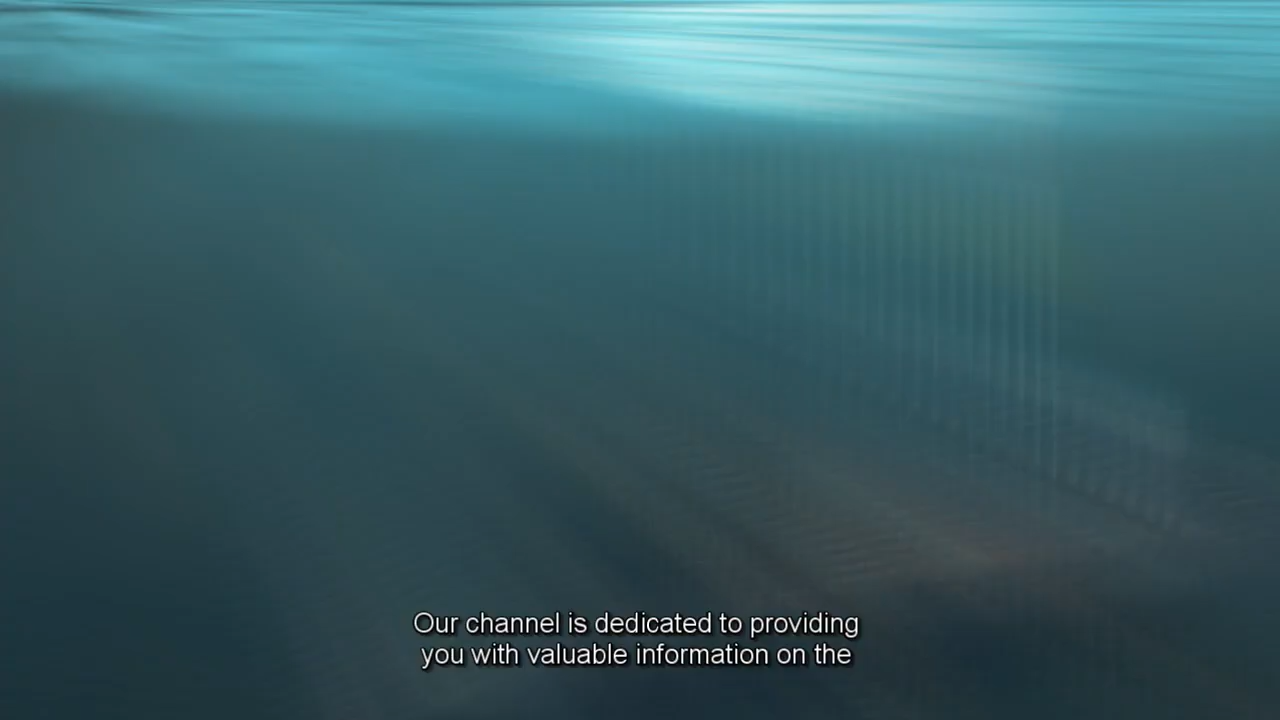 Our channel is dedicated to providing
you with valuable information on the